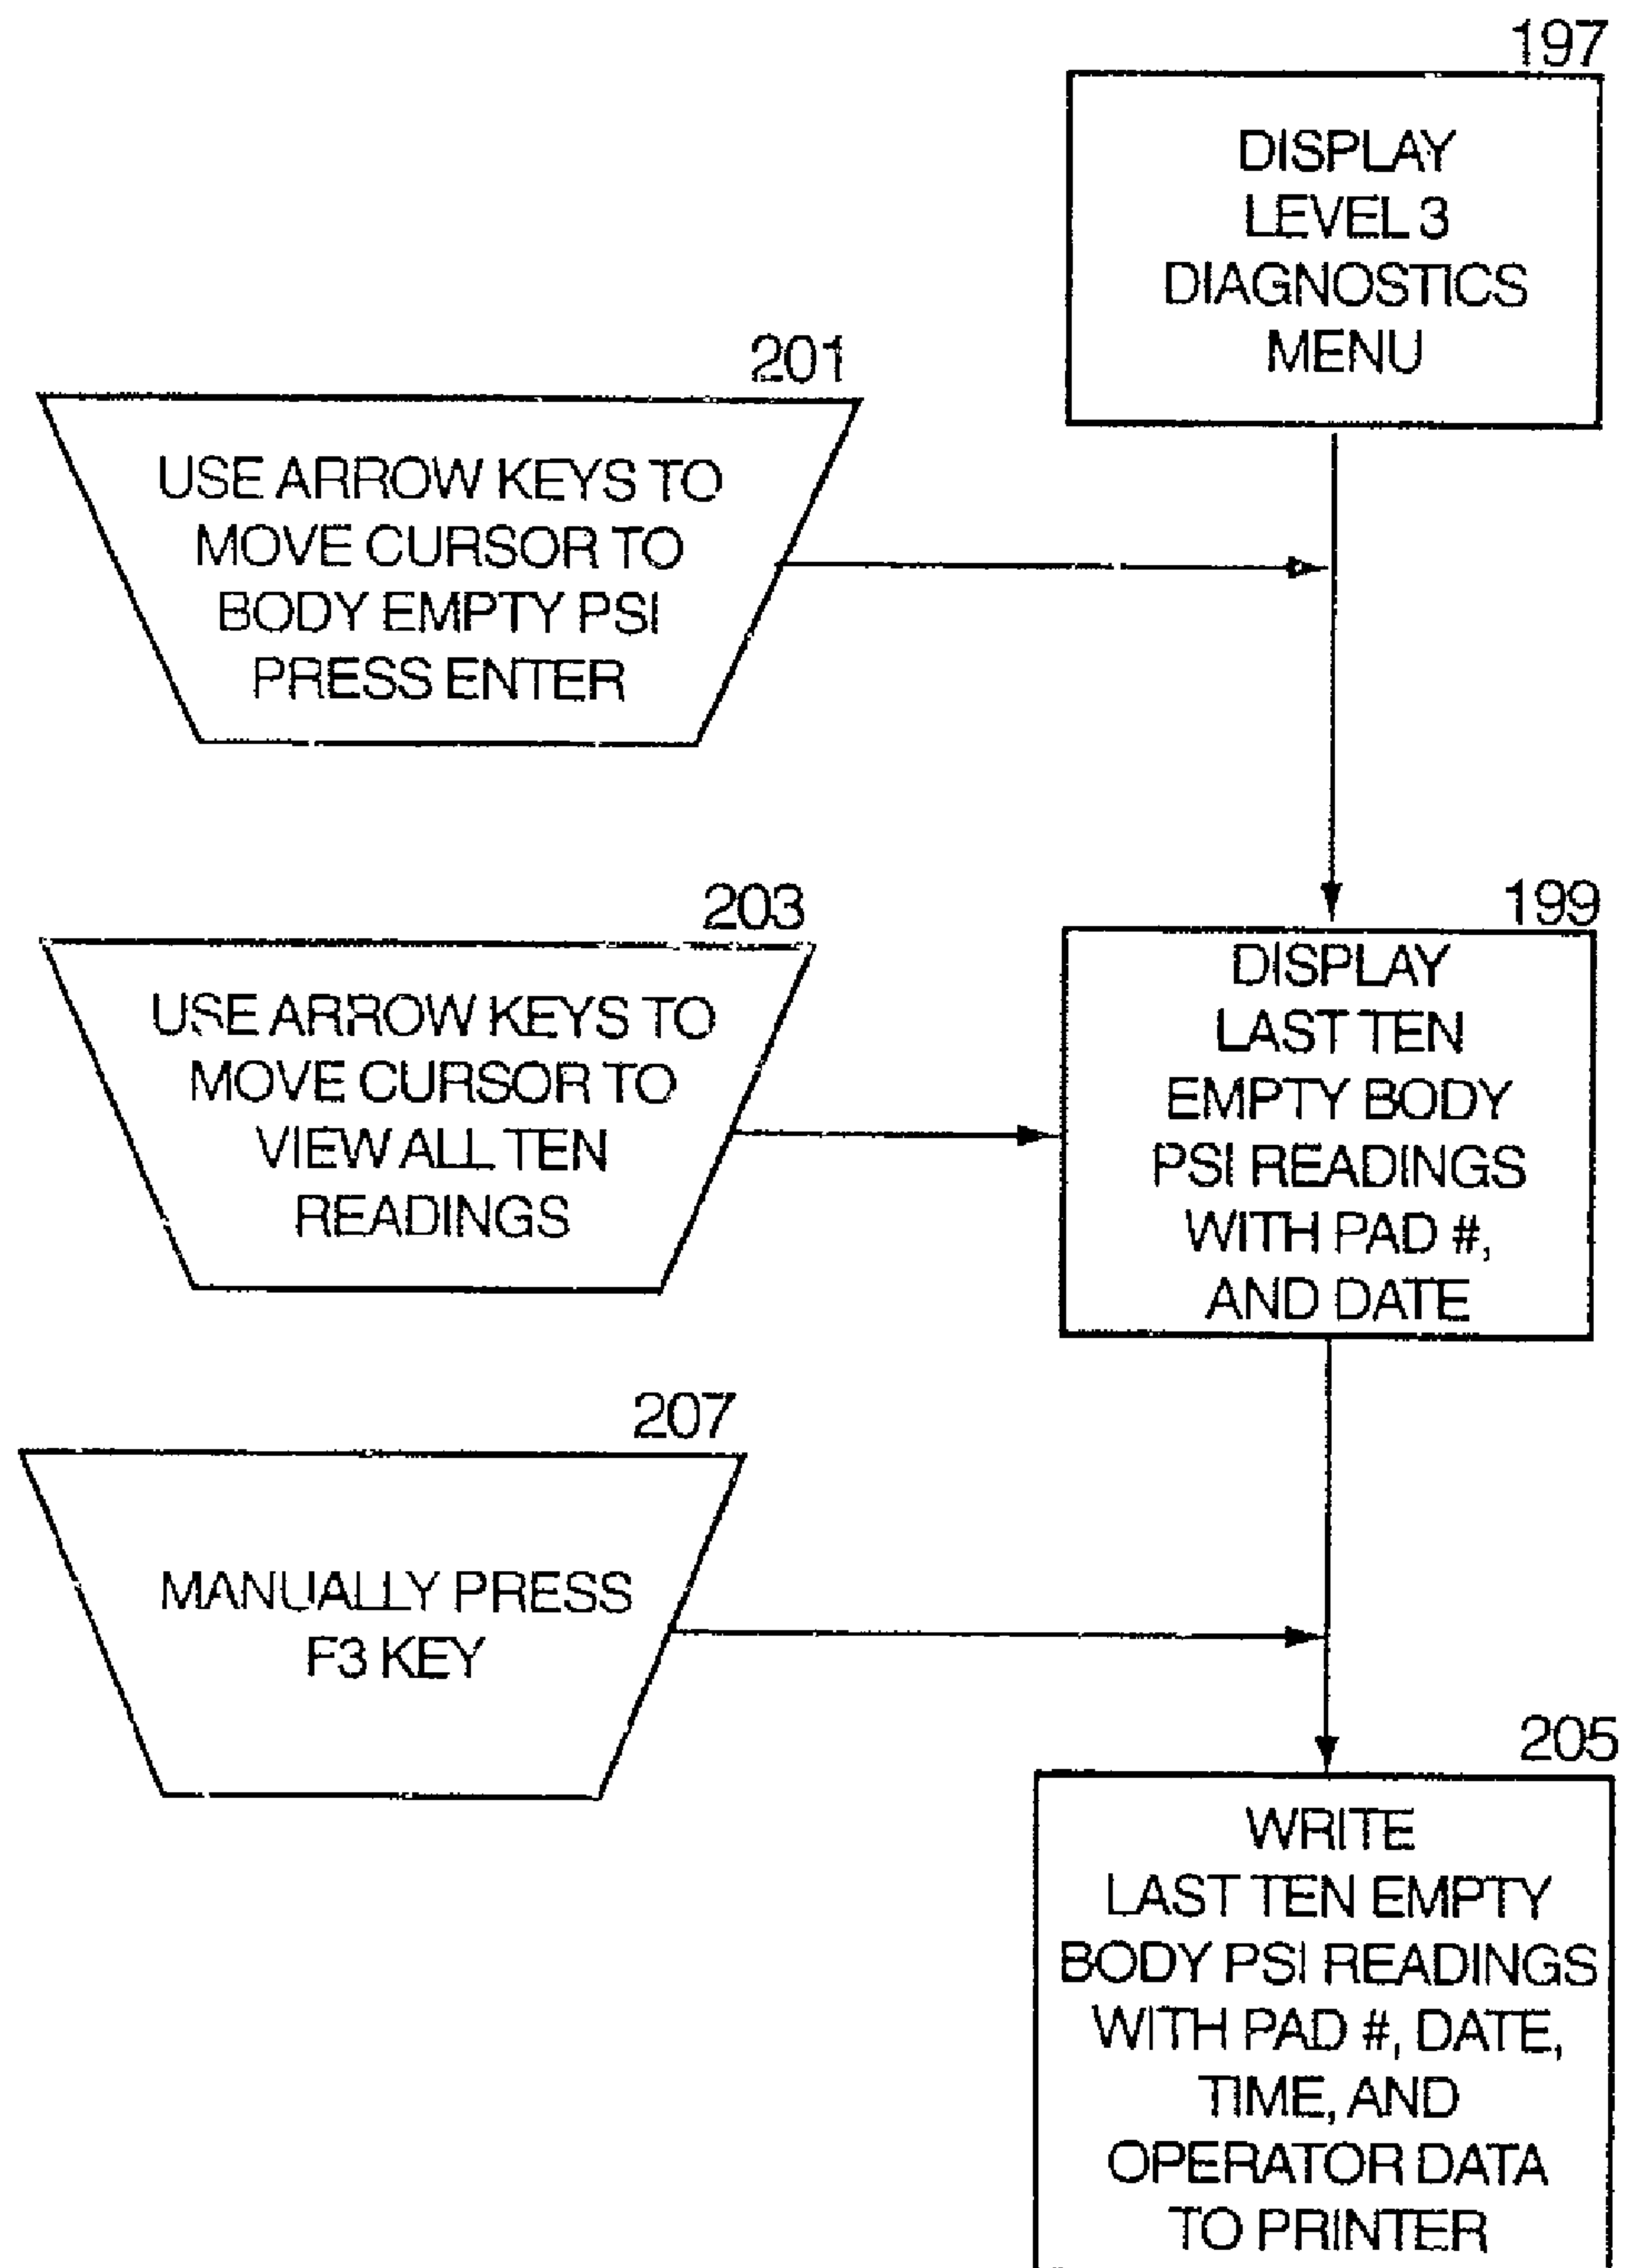 197
DISPLAY
LEVEL 3
DIAGNOSTICS
MENU
201
USE ARROW KEYS TO
MOVE CURSOR TO
BODY EMPTY PSI
PRESS ENTER
203
USE ARROW KEYS TO
MOVE CURSOR TO
VIEW ALL TEN
READINGS
199
DISPLAY
LAST TEN
EMPTY BODY
PSI READINGS
WITH PAD #,
AND DATE
207
MANUALLY PRESS
F3 KEY
205
WRITE
LAST TEN EMPTY
BODY PSI READINGS
WITH PAD #, DATE,
TIME, AND
OPERATOR DATA
TO PRINTER